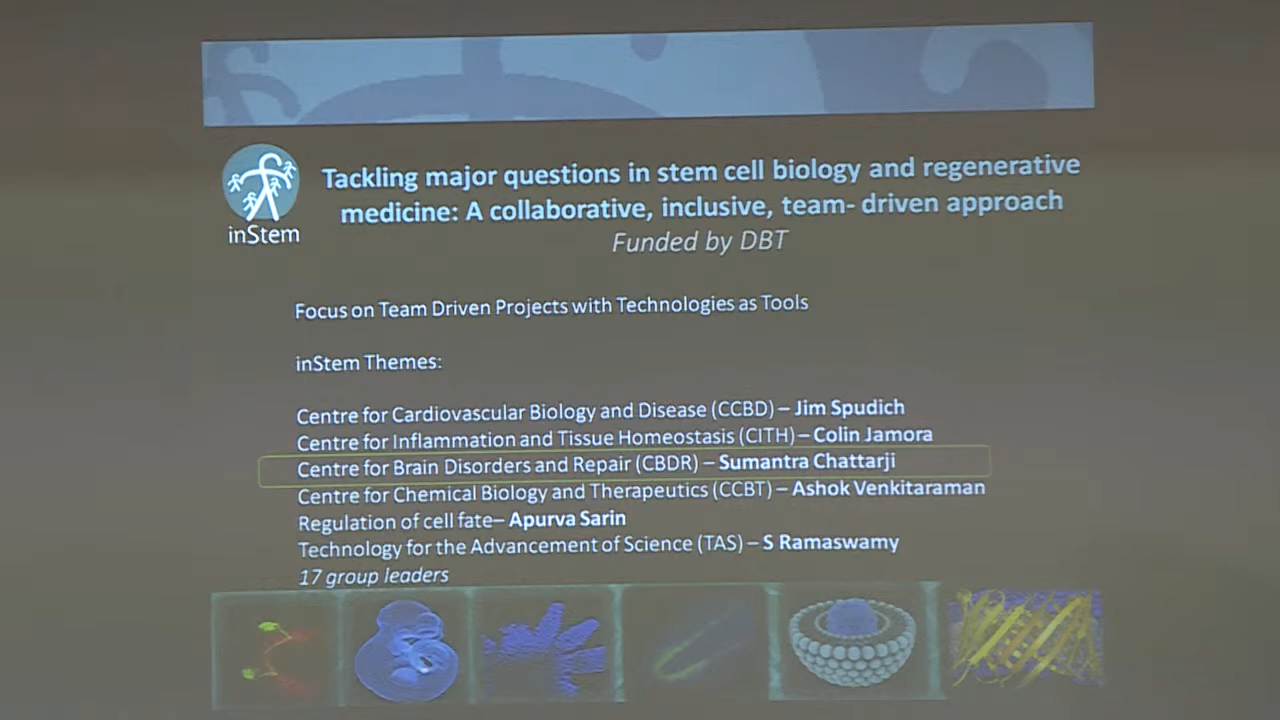 Tackling major questions in stem cell biology and regenerative
medicine: A collaborative, inclusive, team- driven approach
inStem
Funded by DBT
Focus on Team Driven Projects with Technologies as Tools
inStem Themes:
Centre for Cardiovascular Biology and Disease (CCBD) – Jim Spudich
Centre for Inflammation and Tissue Homeostasis (CITH) – Colin Jamora
Centre for Brain Disorders and Repair (CBDR) – Sumantra Chattarji
Centre for Chemical Biology and Therapeutics (CCBT) – Ashok Venkitaraman
Regulation of cell fate– Apurva Sarin
Technology for the Advancement of Science (TAS) – S Ramaswamy
17 group leaders